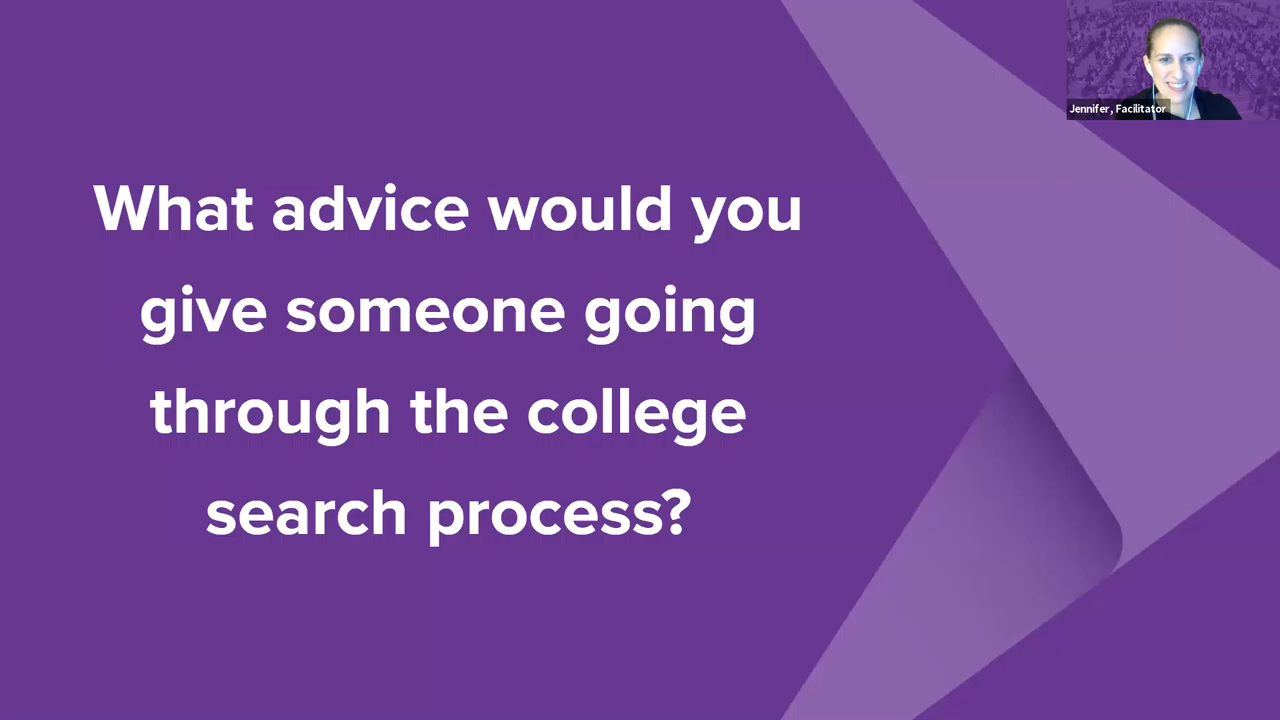 Jennifer, Facilitator
What advice would you
give someone going
through the college
search process?